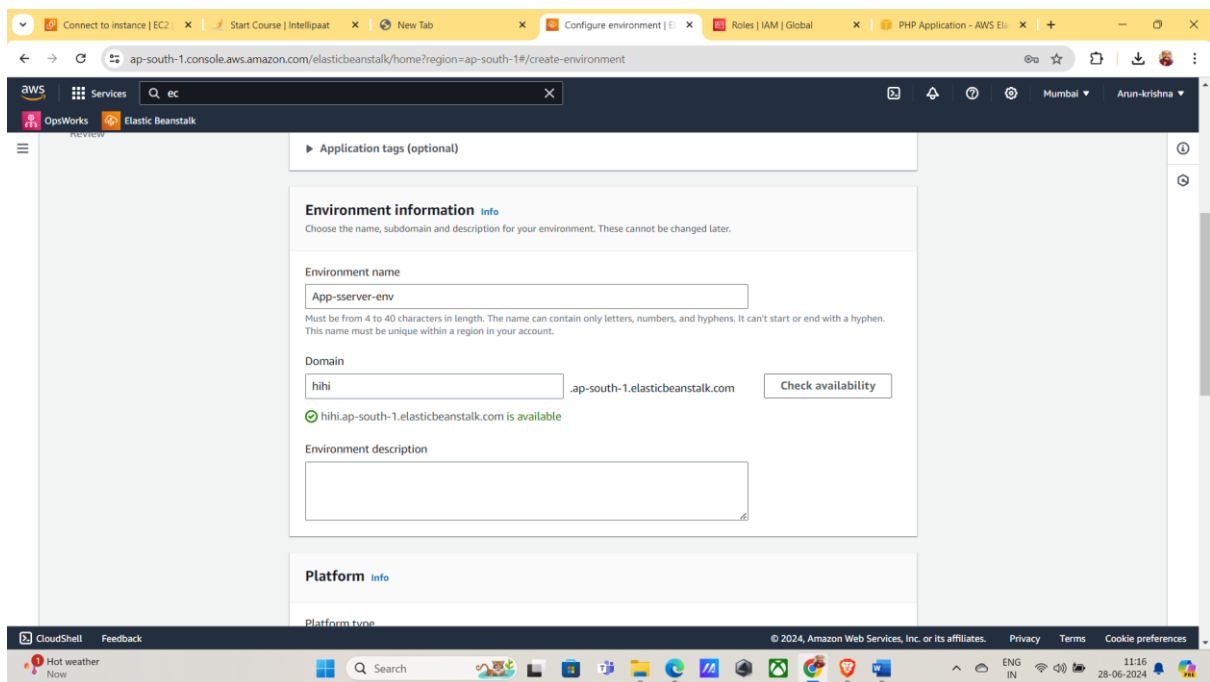 Connect to instance | EC2 |
Start Course | Intellipaat
New Tab
Configure environment | El
Roles | IAM | Global
PHP Application - AWS Ela
ap-south-1.console.aws.amazon.com/elasticbeanstalk/home?region=ap-south-1#/create-environment
aws
Services
ec
Mumbai
Arun-krishna
OpsWorks
Elastic Beanstalk
Review
Application tags (optional)
Environment information Info
Choose the name, subdomain and description for your environment. These cannot be changed later.
Environment name
App-sserver-env
Must be from 4 to 40 characters in length. The name can contain only letters, numbers, and hyphens. It can't start or end with a hyphen.
This name must be unique within a region in your account.
Domain
hihi
.ap-south-1.elasticbeanstalk.com
Check availability
hihi.ap-south-1.elasticbeanstalk.com is available
Environment description
Platform Info
Platform type
CloudShell
Feedback
© 2024, Amazon Web Services, Inc. or its affiliates.
Privacy
Terms
Cookie preferences
1
Hot weather
Now
Search
ENG
IN
11:16
28-06-2024
PRE